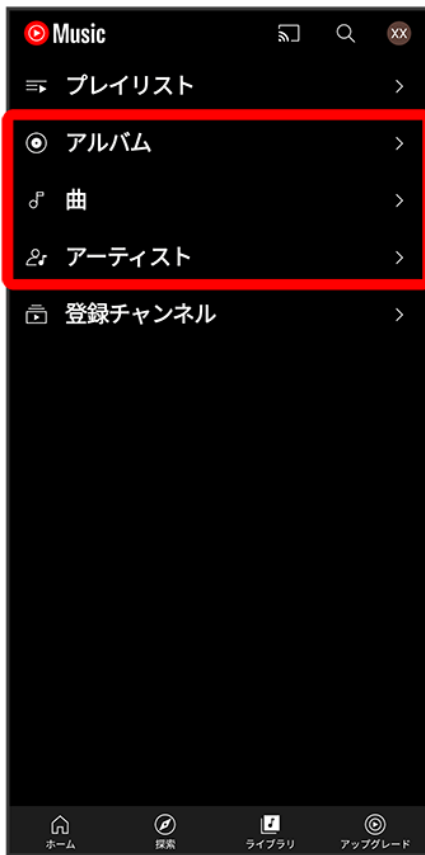 Music XX
プレイリスト
アルバム
曲
アーティスト
登録チャンネル
ホーム 探索 ライブラリ アップグレード